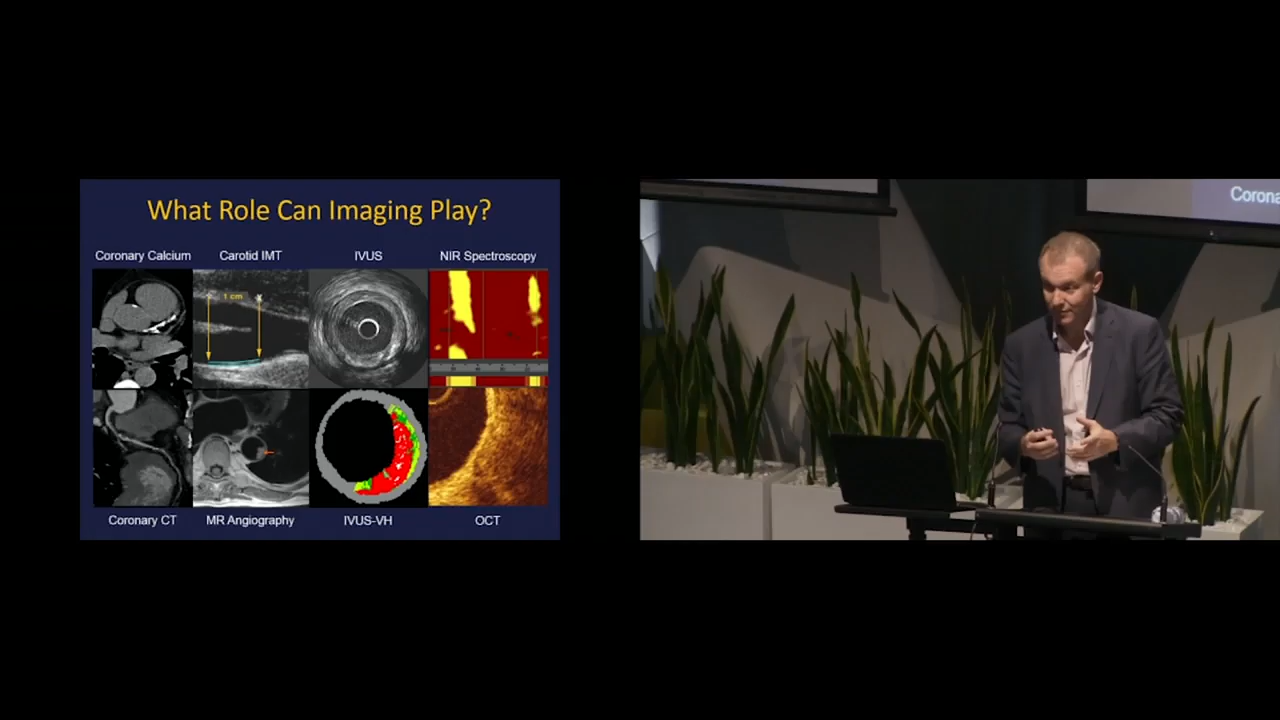 What Role Can Imaging Play?
Coronary Calcium
Carotid IMT
IVUS
NIR Spectroscopy
1 cm
Coronary CT
MR Angiography
IVUS-VH
OCT
Corona